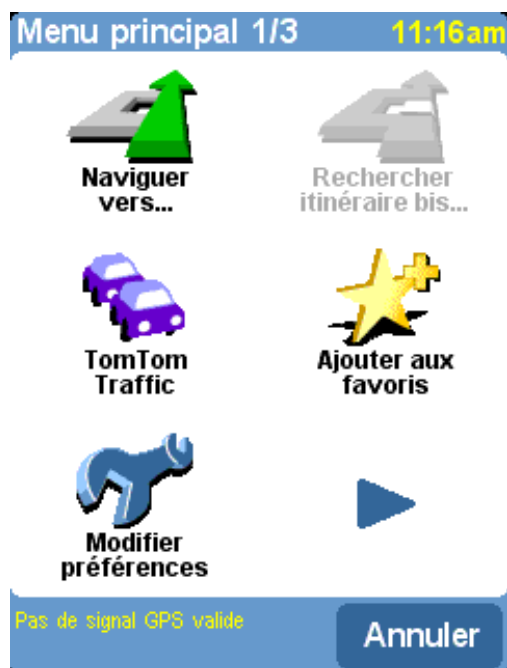 Menu principal 1/3 11:16am
Naviguer
vers...
Rechercher
itinéraire bis...
TomTom
Traffic
Ajouter aux
favoris
Modifier
préférences
Pas de signal GPS valide
Annuler